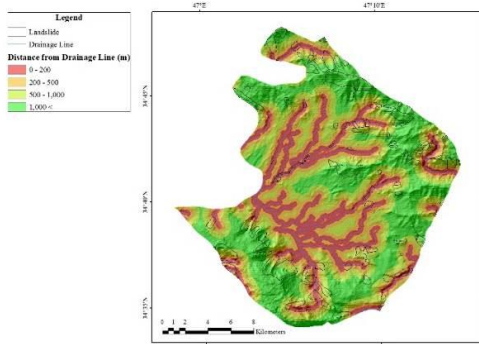 Legend
Landslide
Drainage Line
Distance from Drainage Line (m)
0 - 200
200 - 500
500 - 1,000
1,000 <
47°10'
34°45'
34°40'
34°35'
0 1 2 4 6 8
Kilometers